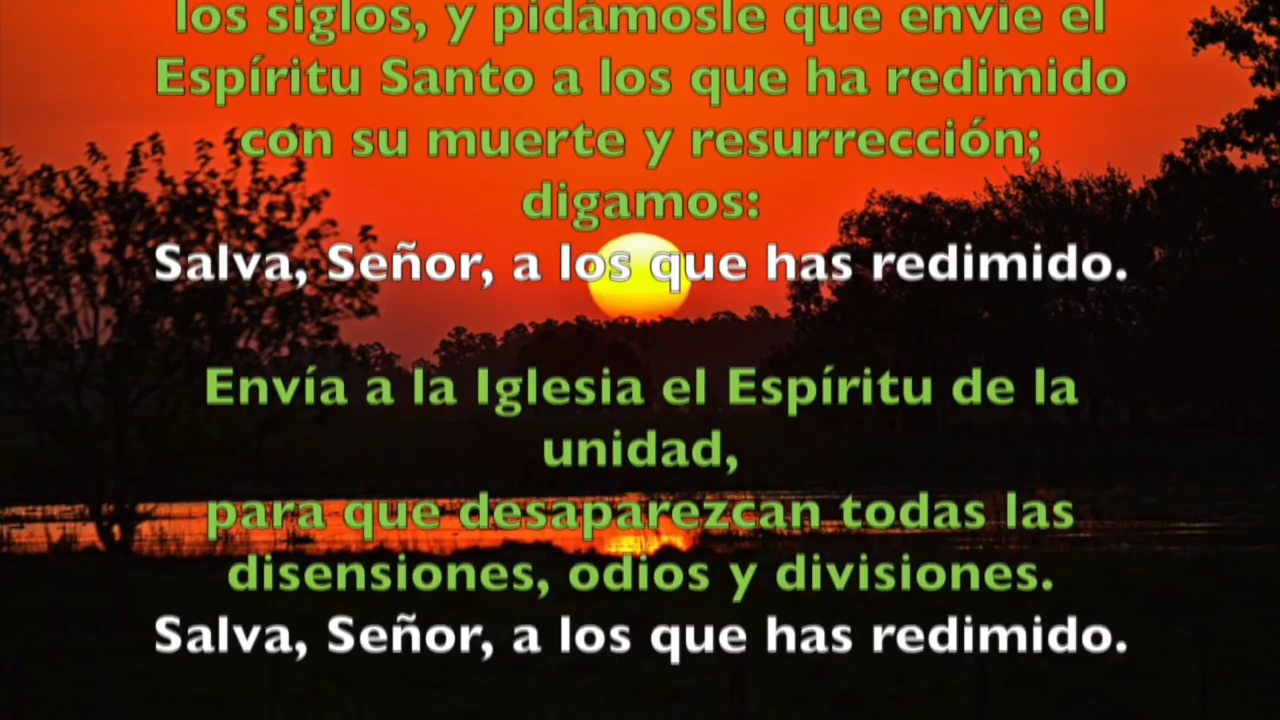 los siglos, y pidámosle que envíe el
Espíritu Santo a los que ha redimido
con su muerte y resurrección;
digamos:
Salva, Señor, a los que has redimido.
Envía a la Iglesia el Espíritu de la
unidad,
para que desaparezcan todas las
disensiones, odios y divisiones.
Salva, Señor, a los que has redimido.